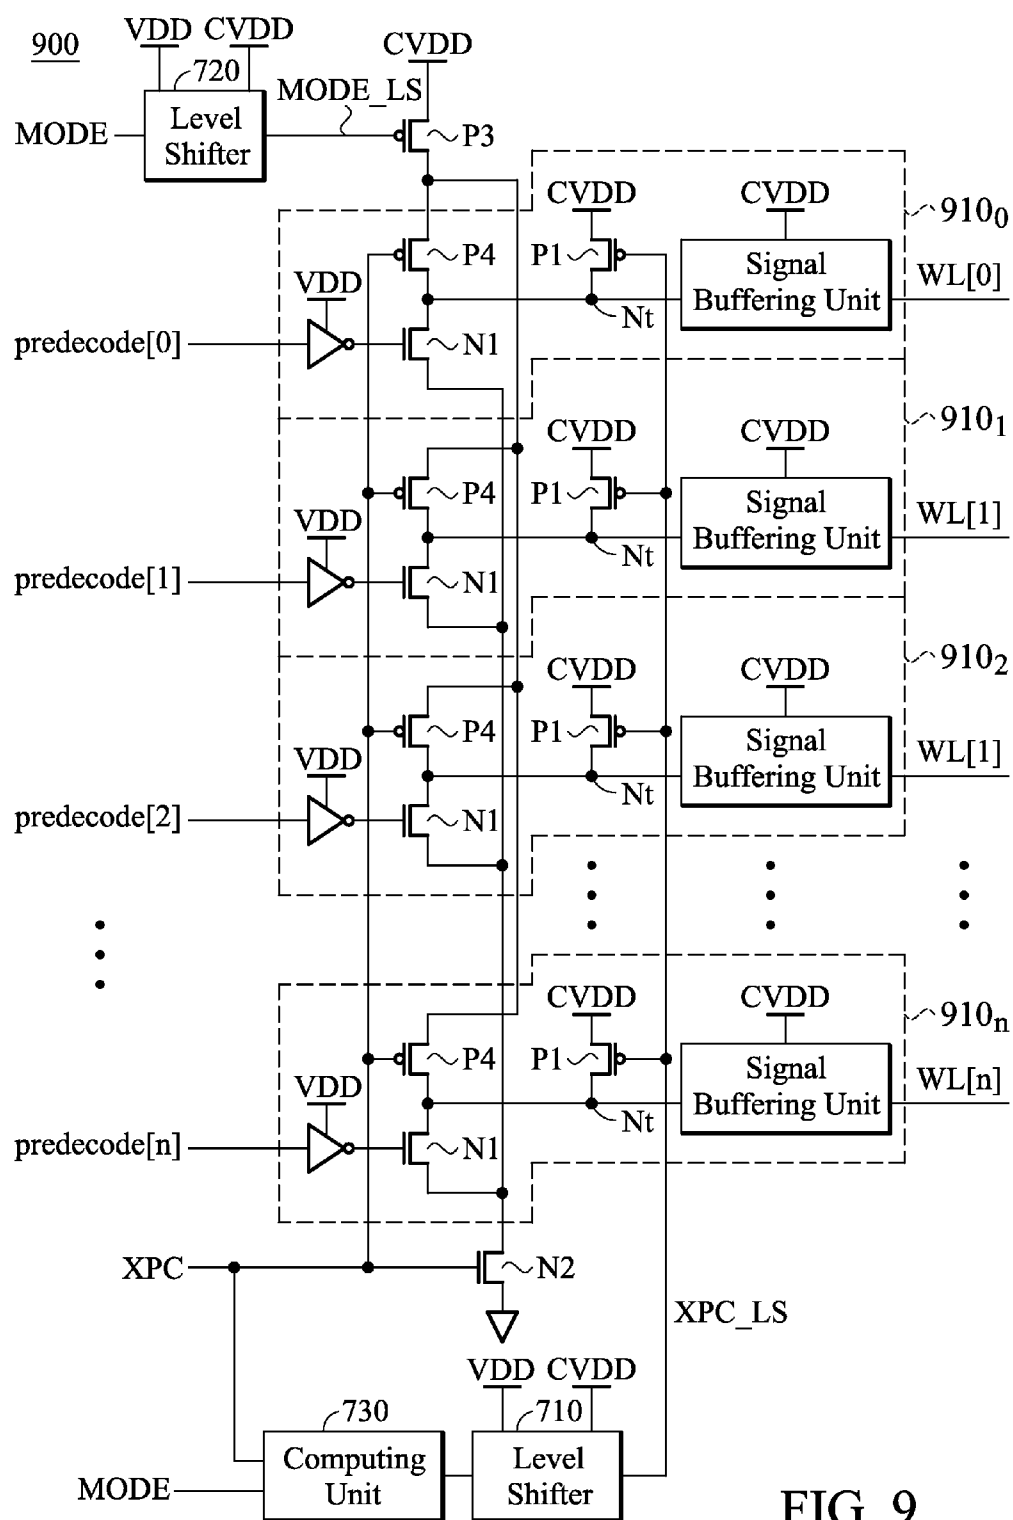 900
VDD CVDD
CVDD
720
MODE_LS
MODE
Level
Shifter
P3
CVDD
CVDD
910₀
P4
P1
Signal
Buffering Unit
WL[0]
VDD
Nt
predecode[0]
N1
CVDD
CVDD
910₁
P4
P1
Signal
Buffering Unit
WL[1]
VDD
Nt
predecode[1]
N1
CVDD
CVDD
910₂
P4
P1
Signal
Buffering Unit
WL[1]
VDD
Nt
predecode[2]
N1
CVDD
CVDD
910ₙ
P4
P1
Signal
Buffering Unit
WL[n]
VDD
Nt
predecode[n]
N1
XPC
N2
XPC_LS
VDD CVDD
730
710
Computing
Unit
Level
Shifter
MODE
FIG. 9